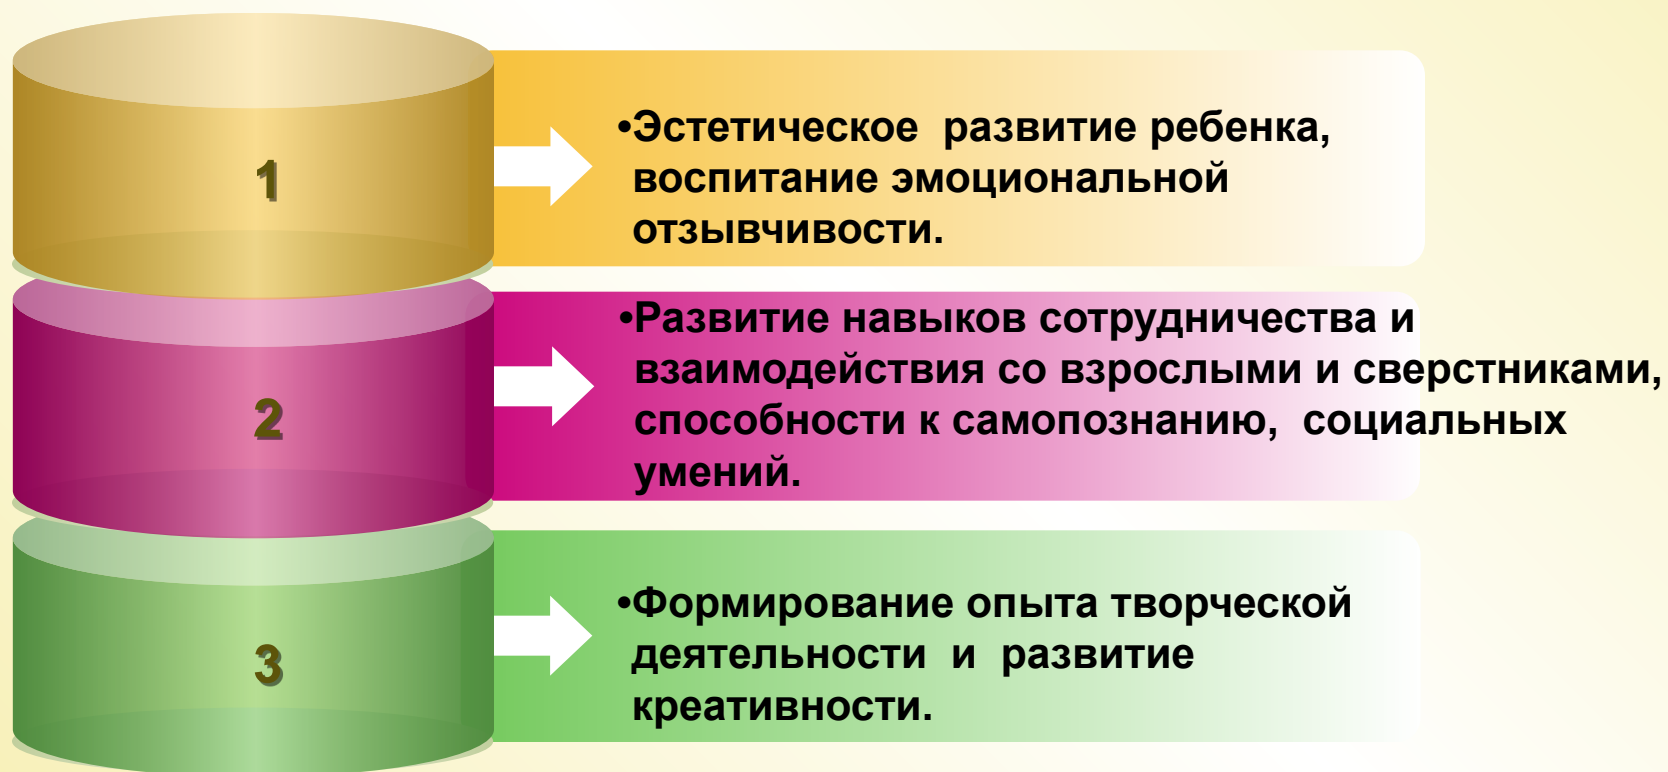 1
•Эстетическое развитие ребенка,
воспитание эмоциональной
отзывчивости.
2
•Развитие навыков сотрудничества и
взаимодействия со взрослыми и сверстниками,
способности к самопознанию, социальных
умений.
3
•Формирование опыта творческой
деятельности и развитие
креативности.